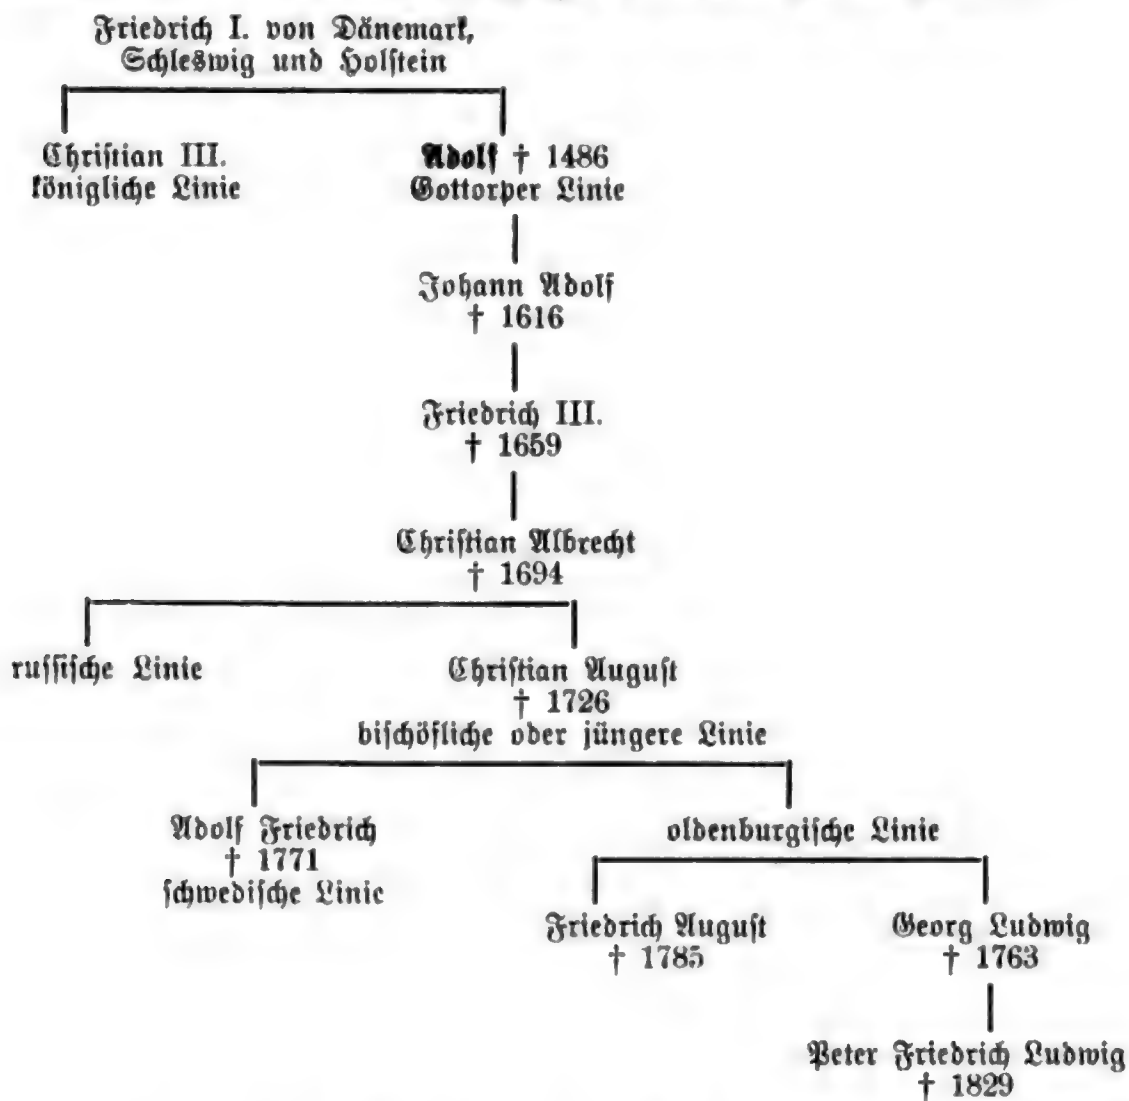 Friedrich I. von Dänemark,
Schleswig und Holstein
Christian III.
königliche Linie
Adolf † 1486
Gottorper Linie
Johann Adolf
† 1616
Friedrich III.
† 1659
Christian Albrecht
† 1694
russische Linie
Christian August
† 1726
bischöfliche oder jüngere Linie
Adolf Friedrich
† 1771
schwedische Linie
oldenburgische Linie
Friedrich August
† 1785
Georg Ludwig
† 1763
Peter Friedrich Ludwig
† 1829